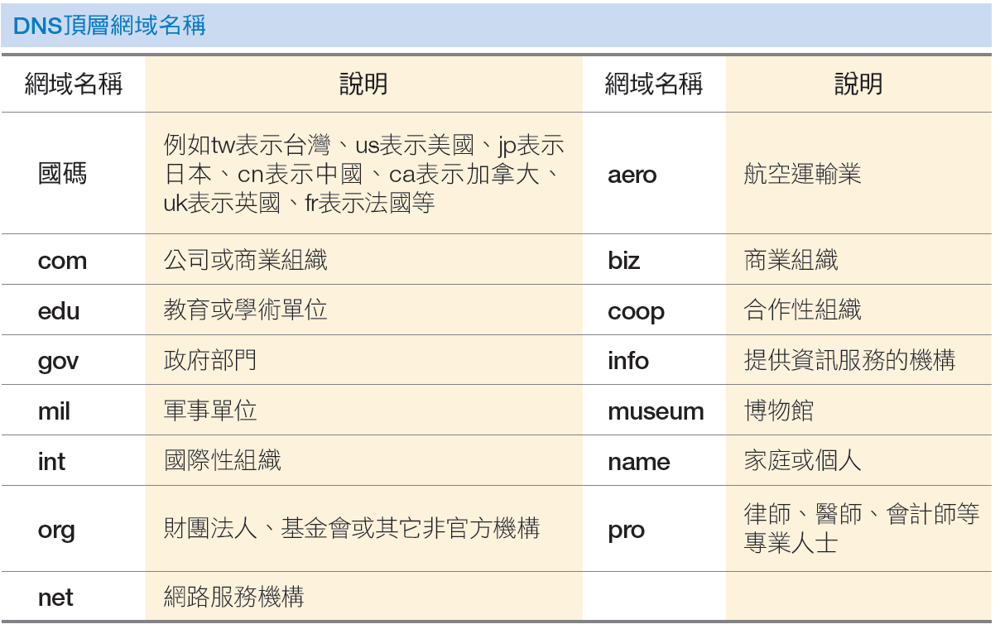 DNS頂層網域名稱
網域名稱 說明 網域名稱 說明
國碼 例如tw表示台灣、us表示美國、jp表示
日本、cn表示中國、ca表示加拿大、
uk表示英國、fr表示法國等 aero 航空運輸業
com 公司或商業組織 biz 商業組織
edu 教育或學術單位 coop 合作性組織
gov 政府部門 info 提供資訊服務的機構
mil 軍事單位 museum 博物館
int 國際性組織 name 家庭或個人
org 財團法人、基金會或其它非官方機構 pro 律師、醫師、會計師等
專業人士
net 網路服務機構